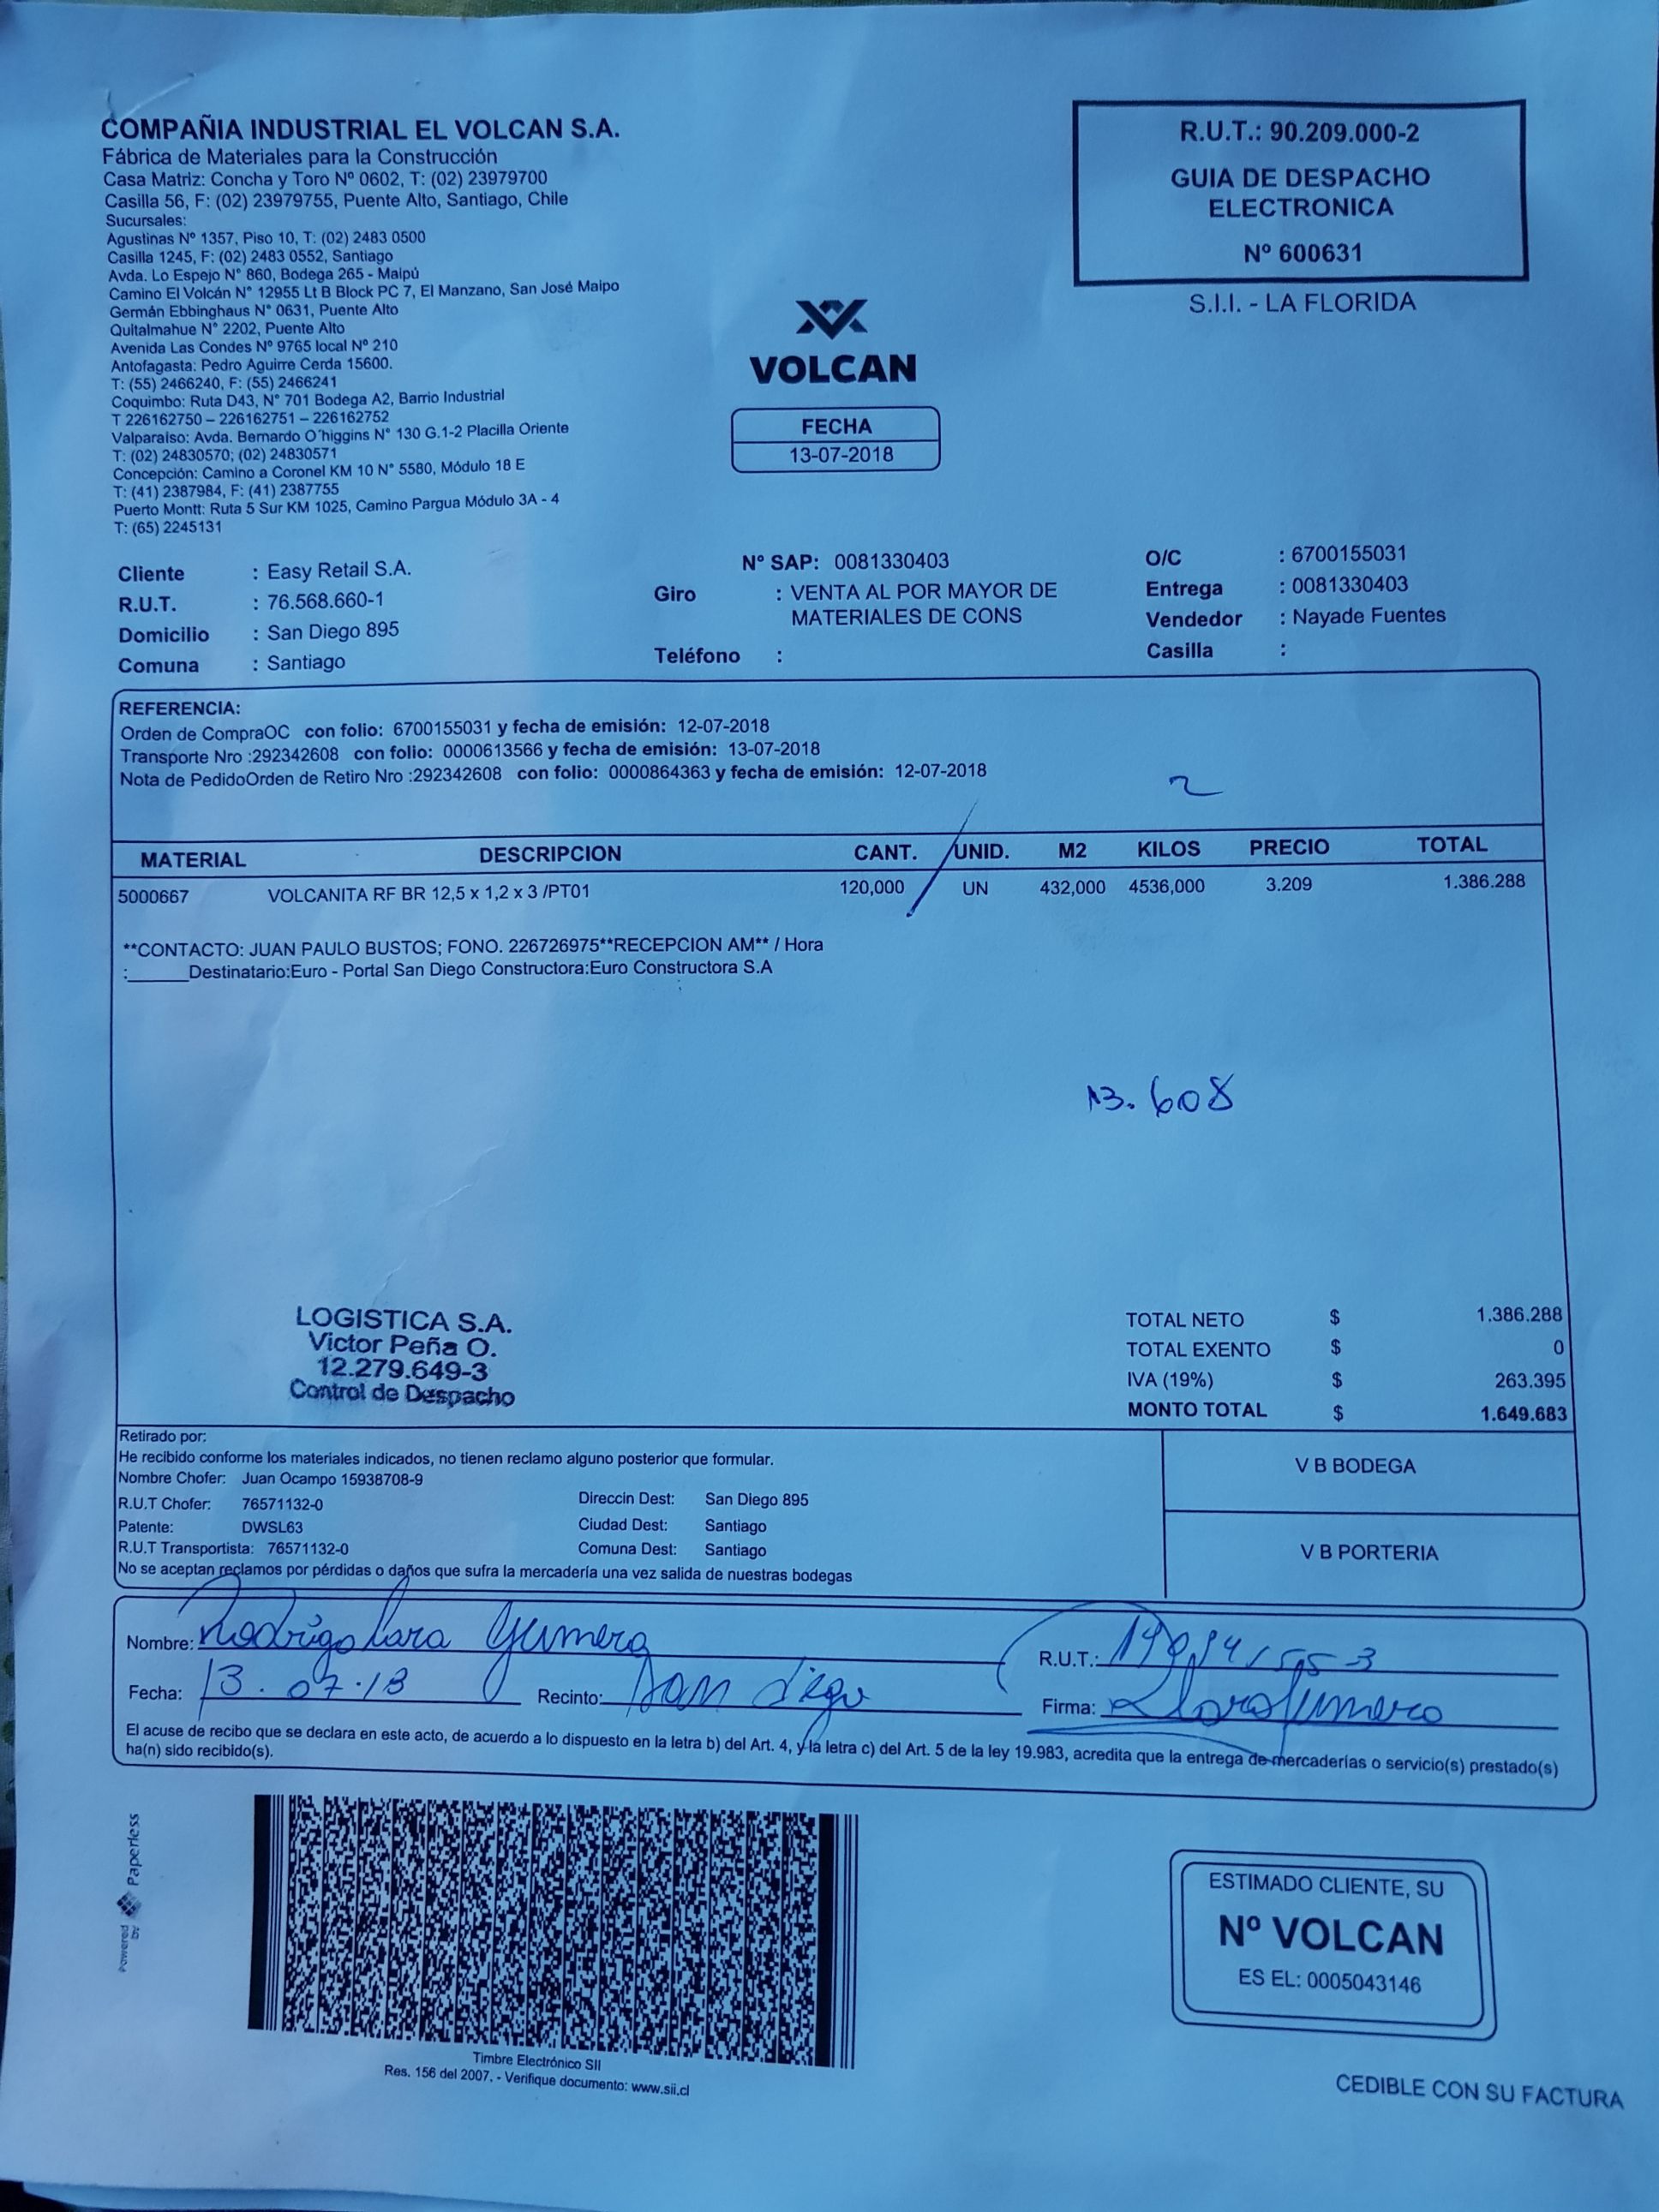 COMPAÑIA INDUSTRIAL EL VOLCAN S.A.
Fábrica de Materiales para la Construcción
Casa Matriz: Concha y Toro Nº 0602, T: (02) 23979700
Casilla 56, F: (02) 23979755, Puente Alto, Santiago, Chile
Sucursales:
Agustinas Nº 1357, Piso 10, T: (02) 2483 0500
Casilla 1245, F: (02) 2483 0552, Santiago
Avda. Lo Espejo N° 860, Bodega 265 - Maipú
Camino El Volcán N° 12955 Lt B Block PC 7, El Manzano, San José Maipo
Germán Ebbinghaus N° 0631, Puente Alto
Quitalmahue N° 2202, Puente Alto
Avenida Las Condes Nº 9765 local Nº 210
Antofagasta: Pedro Aguirre Cerda 15600.
T: (55) 2466240, F: (55) 2466241
Coquimbo: Ruta D43, N° 701 Bodega A2, Barrio Industrial
T 226162750 – 226162751 – 226162752
Valparaíso: Avda. Bernardo O´higgins N° 130 G.1-2 Placilla Oriente
T: (02) 24830570; (02) 24830571
Concepción: Camino a Coronel KM 10 N° 5580, Módulo 18 E
T: (41) 2387984, F: (41) 2387755
Puerto Montt: Ruta 5 Sur KM 1025, Camino Pargua Módulo 3A - 4
T: (65) 2245131
R.U.T.: 90.209.000-2
GUIA DE DESPACHO
ELECTRONICA
Nº 600631
S.I.I. - LA FLORIDA
VOLCAN
FECHA
13-07-2018
Cliente : Easy Retail S.A.
R.U.T. : 76.568.660-1
Domicilio : San Diego 895
Comuna : Santiago
Nº SAP: 0081330403
Giro : VENTA AL POR MAYOR DE
MATERIALES DE CONS
Teléfono :
O/C : 6700155031
Entrega : 0081330403
Vendedor : Nayade Fuentes
Casilla :
REFERENCIA:
Orden de CompraOC con folio: 6700155031 y fecha de emisión: 12-07-2018
Transporte Nro :292342608 con folio: 0000613566 y fecha de emisión: 13-07-2018
Nota de PedidoOrden de Retiro Nro :292342608 con folio: 0000864363 y fecha de emisión: 12-07-2018
2
MATERIAL DESCRIPCION CANT. UNID. M2 KILOS PRECIO TOTAL
5000667 VOLCANITA RF BR 12,5 x 1,2 x 3 /PT01 120,000 UN 432,000 4536,000 3.209 1.386.288
**CONTACTO: JUAN PAULO BUSTOS; FONO. 226726975**RECEPCION AM** / Hora
:______Destinatario:Euro - Portal San Diego Constructora:Euro Constructora S.A
13.608
LOGISTICA S.A.
Victor Peña O.
12.279.649-3
Control de Despacho
TOTAL NETO $ 1.386.288
TOTAL EXENTO $ 0
IVA (19%) $ 263.395
MONTO TOTAL $ 1.649.683
Retirado por:
He recibido conforme los materiales indicados, no tienen reclamo alguno posterior que formular.
Nombre Chofer: Juan Ocampo 15938708-9
R.U.T Chofer: 76571132-0 Direccin Dest: San Diego 895
Patente: DWSL63 Ciudad Dest: Santiago
R.U.T Transportista: 76571132-0 Comuna Dest: Santiago
No se aceptan reclamos por pérdidas o daños que sufra la mercadería una vez salida de nuestras bodegas
V B BODEGA
V B PORTERIA
Nombre: Rodrigo Lara R.U.T.:
Fecha: 13.07.18 Recinto: San Diego Firma:
El acuse de recibo que se declara en este acto, de acuerdo a lo dispuesto en la letra b) del Art. 4, y la letra c) del Art. 5 de la ley 19.983, acredita que la entrega de mercaderías o servicio(s) prestado(s)
ha(n) sido recibido(s).
Powered by Paperless
Timbre Electrónico SII
Res. 156 del 2007. - Verifique documento: www.sii.cl
ESTIMADO CLIENTE, SU
Nº VOLCAN
ES EL: 0005043146
CEDIBLE CON SU FACTURA